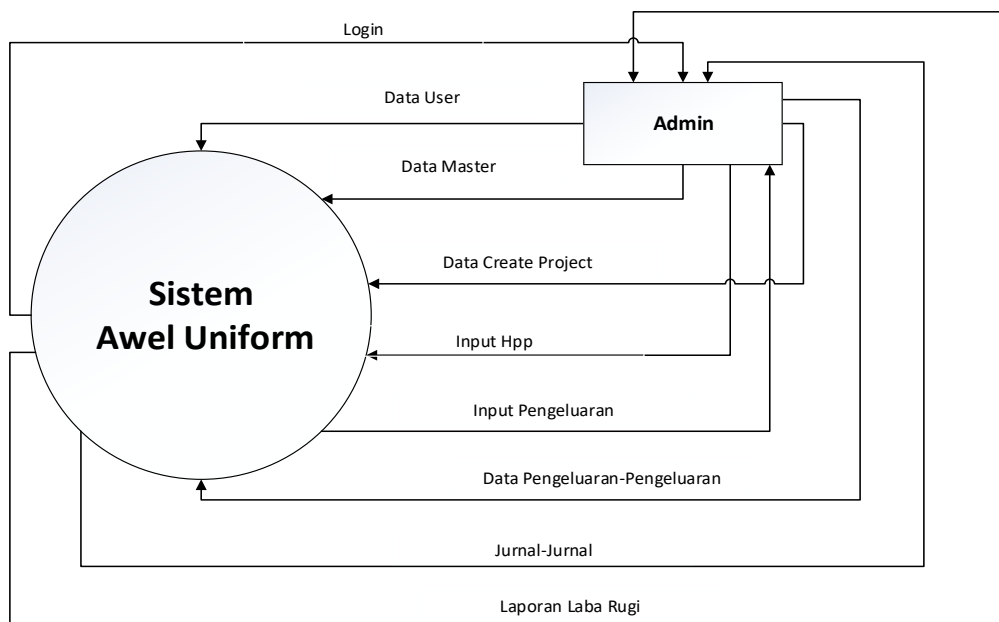 Login
Data User
Admin
Data Master
Data Create Project
Sistem
Awel Uniform
Input Hpp
Input Pengeluaran
Data Pengeluaran-Pengeluaran
Jurnal-Jurnal
Laporan Laba Rugi